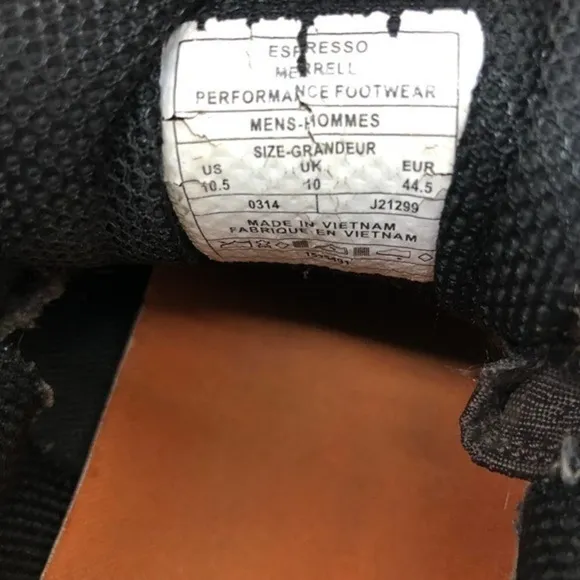 ESPRESSO
MERRELL
PERFORMANCE FOOTWEAR
MENS-HOMMES
SIZE-GRANDEUR
US UK EUR
10.5 10 44.5
0314 J21299
MADE IN VIETNAM
FABRIQUE EN VIETNAM